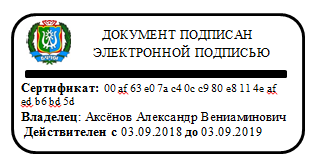 ДОКУМЕНТ ПОДПИСАН
ЭЛЕКТРОННОЙ ПОДПИСЬЮ
Сертификат: 00 af 63 e0 7a c4 0c c9 80 e8 11 4e af
ed b6 bd 5d
Владелец: Аксёнов Александр Вениаминович
Действителен с 03.09.2018 до 03.09.2019